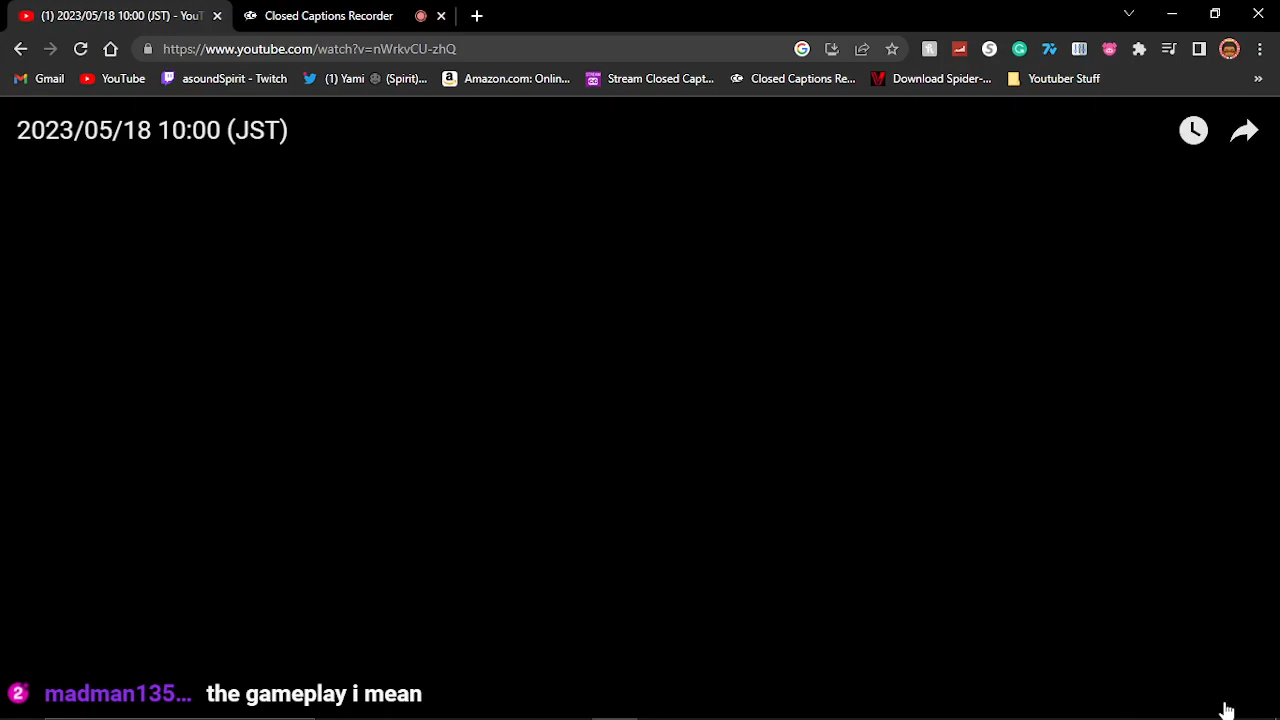 (1) 2023/05/18 10:00 (JST) - YouT
Closed Captions Recorder
https://www.youtube.com/watch?v=nWrkvCU-zhQ
Gmail
YouTube
asoundSpirit - Twitch
(1) Yami (Spirit)...
Amazon.com: Onlin...
Stream Closed Capt...
Closed Captions Re...
Download Spider-...
Youtuber Stuff
2023/05/18 10:00 (JST)
2 madman135... the gameplay i mean